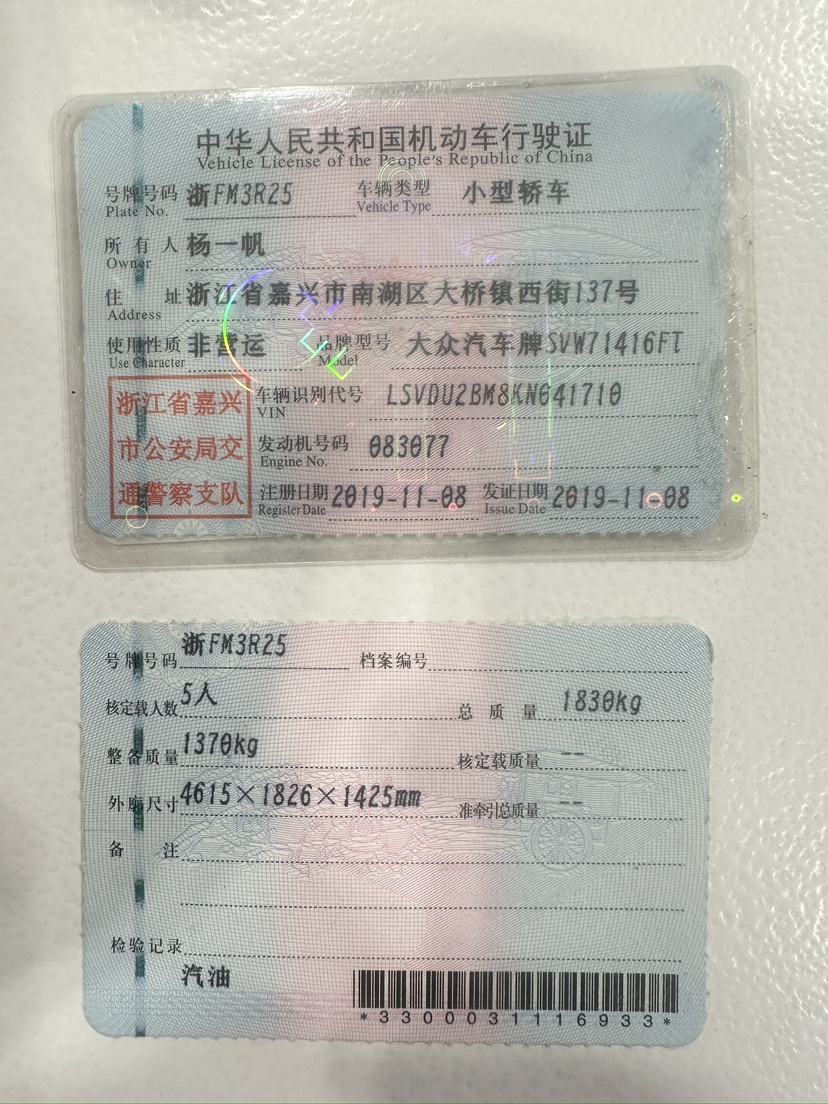 中华人民共和国机动车行驶证
Vehicle License of the People's Republic of China
号牌号码 浙FM3R25 车辆类型 小型轿车
Plate No. Vehicle Type
所有人 杨一帆
Owner
住址 浙江省嘉兴市南湖区大桥镇西街137号
Address
使用性质 非营运 品牌型号 大众汽车牌SVW71416FT
Use Character Model
浙江省嘉兴 车辆识别代号 LSVDU2BM8KN041710
VIN
市公安局交 发动机号码 083077
Engine No.
通警察支队 注册日期 2019-11-08 发证日期 2019-11-08
Register Date Issue Date
号牌号码 浙FM3R25 档案编号
核定载人数 5人 总质量 1830kg
整备质量 1370kg 核定载质量 --
外廓尺寸 4615×1826×1425mm 准牵引总质量 --
备注
检验记录
汽油
*3300031116933*